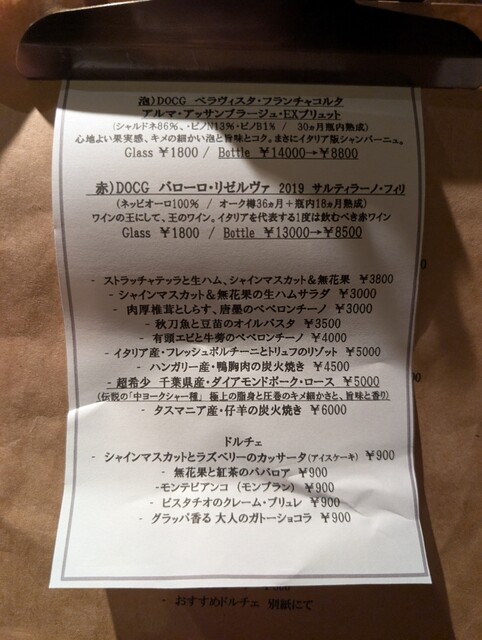 泡)DOCG ベラヴィスタ・フランチャコルタ
アルマ・アッサンブラージュ・EXブリュット
(シャルドネ86%、・ピノN13%・ピノB1% / 30ヵ月瓶内熟成)
心地よい果実感、キメの細かい泡と旨味とコク。まさにイタリア版シャンパーニュ。
Glass ¥1800 / Bottle ¥14000→¥8800
赤)DOCG バローロ・リゼルヴァ 2019 サルティラーノ・フィリ
(ネッビオーロ100% / オーク樽36ヵ月＋瓶内18ヵ月熟成)
ワインの王にして、王のワイン。イタリアを代表する1度は飲むべき赤ワイン
Glass ¥1800 / Bottle ¥13000→¥8500
- ストラッチャテッラと生ハム、シャインマスカット＆無花果 ¥3800
- シャインマスカット＆無花果の生ハムサラダ ¥3000
- 肉厚椎茸としらす、唐墨のペペロンチーノ ¥3000
- 秋刀魚と豆苗のオイルパスタ ¥3500
- 有頭エビと牛蒡のペペロンチーノ ¥4000
- イタリア産・フレッシュポルチーニとトリュフのリゾット ¥5000
- ハンガリー産・鴨胸肉の炭火焼き ¥4500
- 超希少 千葉県産・ダイアモンドポーク・ロース ¥5000
(伝説の「中ヨークシャー種」 極上の脂身と圧巻のキメ細かさと、旨味と香り)
- タスマニア産・仔羊の炭火焼き ¥6000
ドルチェ
- シャインマスカットとラズベリーのカッサータ(アイスケーキ) ¥900
- 無花果と紅茶のババロア ¥900
-モンテビアンコ (モンブラン) ¥900
- ピスタチオのクレーム・ブリュレ ¥900
- グラッパ香る 大人のガトーショコラ ¥900
- おすすめドルチェ 別紙にて